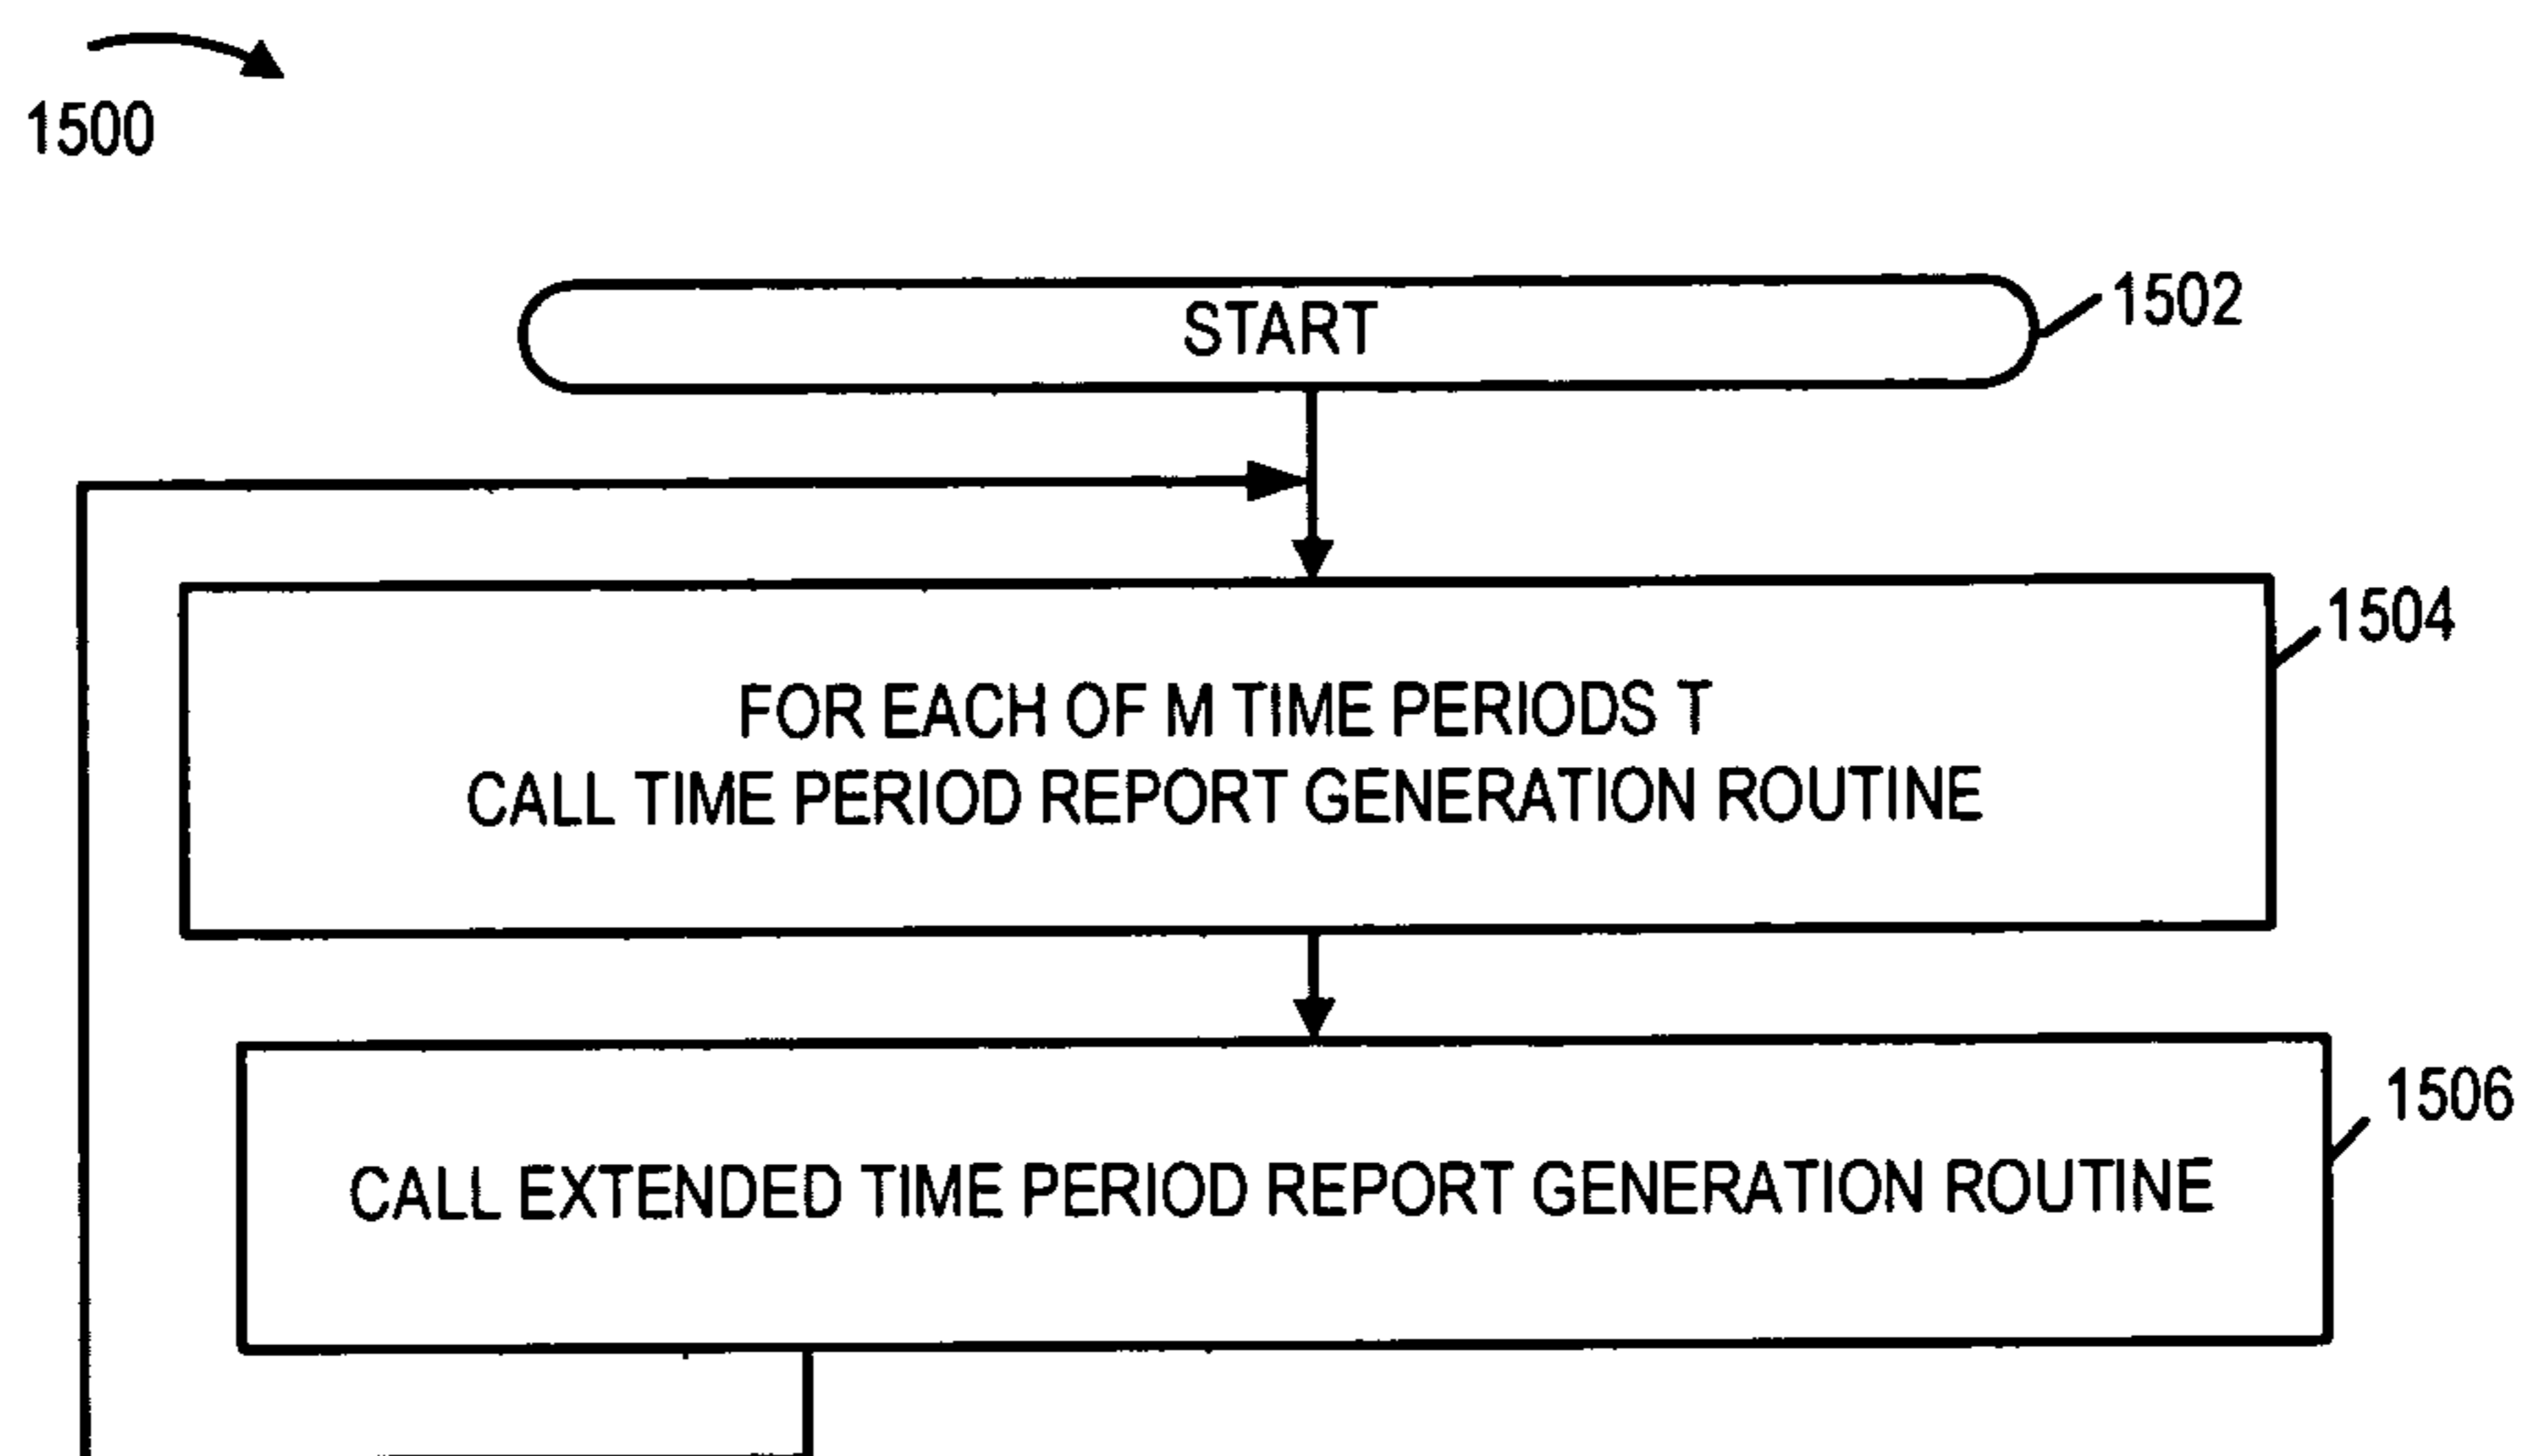 1500
START
1502
1504
FOR EACH OF M TIME PERIODS T
CALL TIME PERIOD REPORT GENERATION ROUTINE
1506
CALL EXTENDED TIME PERIOD REPORT GENERATION ROUTINE